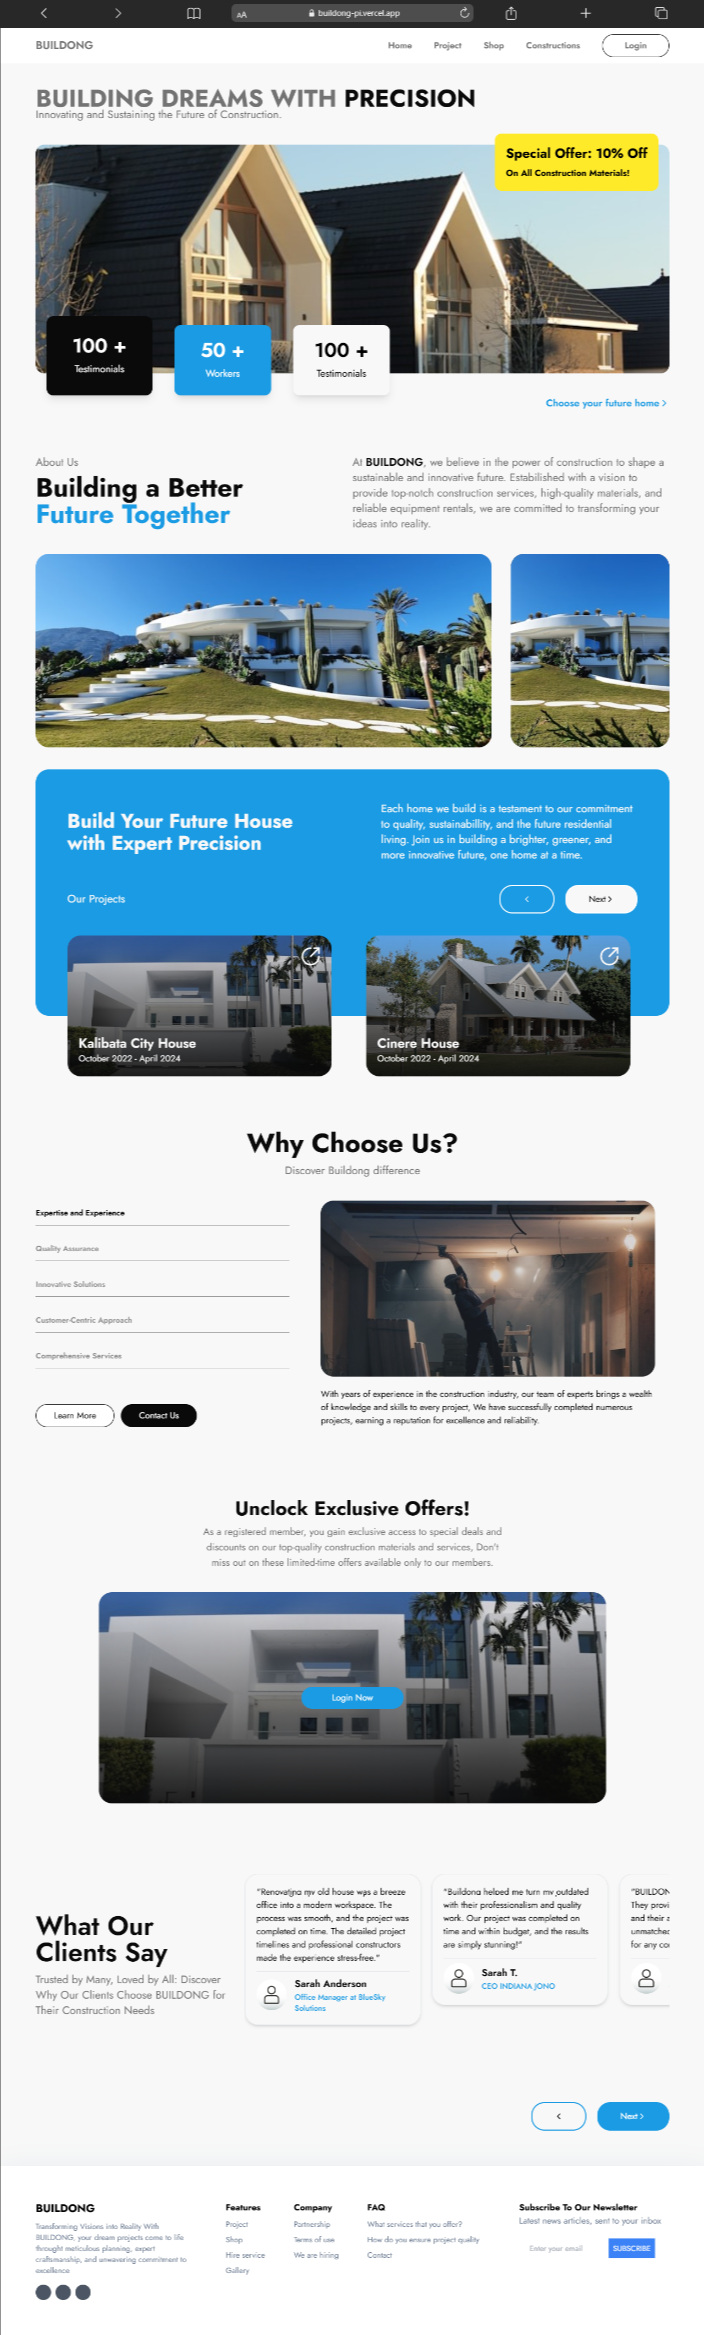 AA
buildong-pi.vercel.app
BUILDONG
Home
Project
Shop
Constructions
Login
BUILDING DREAMS WITH PRECISION
Innovating and Sustaining the Future of Construction.
Special Offer: 10% Off
On All Construction Materials!
100 +
Testimonials
50 +
Workers
100 +
Testimonials
Choose your future home >
About Us
Building a Better
Future Together
At BUILDONG, we believe in the power of construction to shape a
sustainable and innovative future. Established with a vision to
provide top-notch construction services, high-quality materials, and
reliable equipment rentals, we are committed to transforming your
ideas into reality.
Build Your Future House
with Expert Precision
Each home we build is a testament to our commitment
to quality, sustainabillity, and the future residential
living. Join us in building a brighter, greener, and
more innovative future, one home at a time.
Our Projects
<
Next >
Kalibata City House
October 2022 - April 2024
Cinere House
October 2022 - April 2024
Why Choose Us?
Discover Buildong difference
Expertise and Experience
Quality Assurance
Innovative Solutions
Customer-Centric Approach
Comprehensive Services
Learn More
Contact Us
With years of experience in the construction industry, our team of experts brings a wealth
of knowledge and skills to every project, We have successfully completed numerous
projects, earning a reputation for excellence and reliability.
Unclock Exclusive Offers!
As a registered member, you gain exclusive access to special deals and
discounts on our top-quality construction materials and services, Don't
miss out on these limited-time offers available only to our members.
Login Now
What Our
Clients Say
Trusted by Many, Loved by All: Discover
Why Our Clients Choose BUILDONG for
Their Construction Needs
"Renovating my old house was a breeze
office into a modern workspace. The
process was smooth, and the project was
completed on time. The detailed project
timelines and professional constructors
made the experience stress-free."
Sarah Anderson
Office Manager at BlueSky
Solutions
"Buildong helped me turn my outdated
with their professionalism and quality
work. Our project was completed on
time and within budget, and the results
are simply stunning!"
Sarah T.
CEO INDIANA JONO
"BUILDON
They provi
and their a
unmatched
for any co
<
Next >
BUILDONG
Transforming Visions into Reality With
BUILDONG, your dream projects come to life
throught meticulous planning, expert
craftsmanship, and unwavering commitment to
excellence
Features
Project
Shop
Hire service
Gallery
Company
Partnership
Terms of use
We are hiring
FAQ
What services that you offer?
How do you ensure project quality
Contact
Subscribe To Our Newsletter
Latest news articles, sent to your inbox
Enter your email
SUBSCRIBE